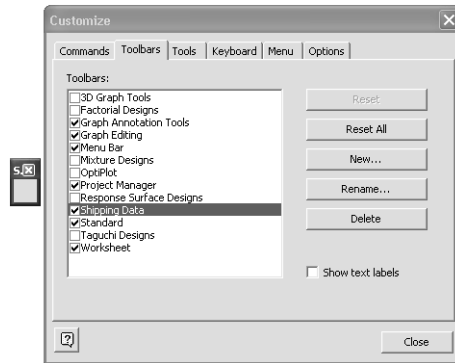 Customize
Commands Toolbars Tools Keyboard Menu Options
Toolbars:
3D Graph Tools
Factorial Designs
Graph Annotation Tools
Graph Editing
Menu Bar
Mixture Designs
OptiPlot
Project Manager
Response Surface Designs
Shipping Data
Standard
Taguchi Designs
Worksheet
Reset
Reset All
New...
Rename...
Delete
Show text labels
s.
Close